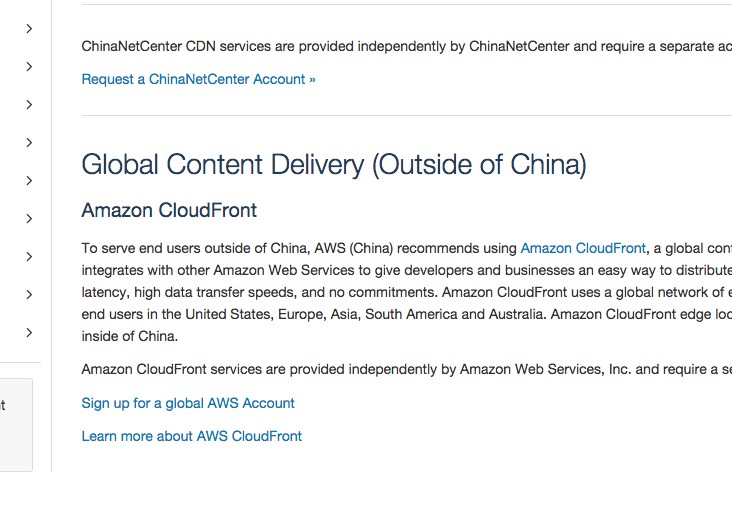 ChinaNetCenter CDN services are provided independently by ChinaNetCenter and require a separate ac
Request a ChinaNetCenter Account »
Global Content Delivery (Outside of China)
Amazon CloudFront
To serve end users outside of China, AWS (China) recommends using Amazon CloudFront, a global con
integrates with other Amazon Web Services to give developers and businesses an easy way to distribute
latency, high data transfer speeds, and no commitments. Amazon CloudFront uses a global network of e
end users in the United States, Europe, Asia, South America and Australia. Amazon CloudFront edge loc
inside of China.
Amazon CloudFront services are provided independently by Amazon Web Services, Inc. and require a se
t
Sign up for a global AWS Account
Learn more about AWS CloudFront